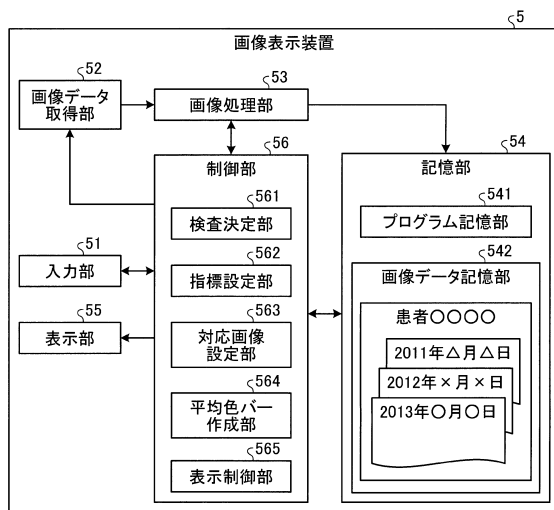 5
画像表示装置
52
画像データ
取得部
53
画像処理部
56
制御部
561
検査決定部
562
指標設定部
563
対応画像
設定部
564
平均色バー
作成部
565
表示制御部
51
入力部
55
表示部
54
記憶部
541
プログラム記憶部
542
画像データ記憶部
患者〇〇〇〇
2011年△月△日
2012年×月×日
2013年〇月〇日